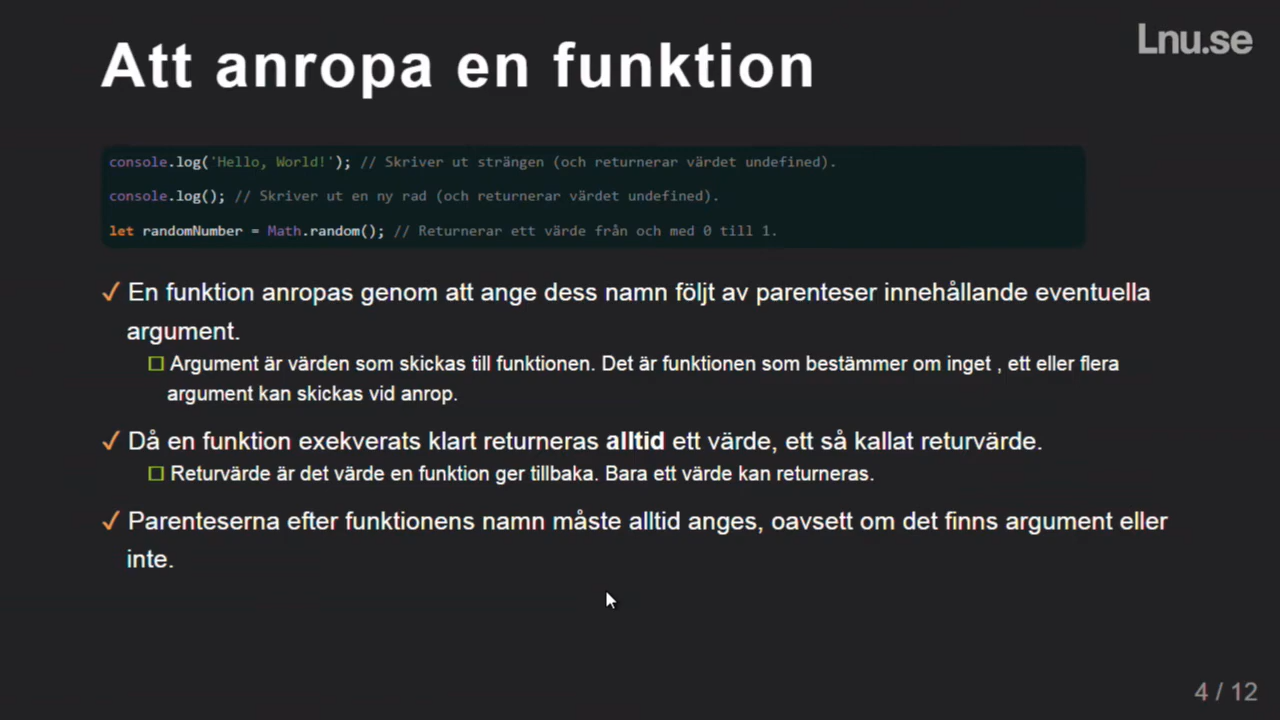 Lnu.se
Att anropa en funktion
console.log('Hello, World!'); // Skriver ut strängen (och returnerar värdet undefined).
console.log(); // Skriver ut en ny rad (och returnerar värdet undefined).
let randomNumber = Math.random(); // Returnerar ett värde från och med 0 till 1.
✓ En funktion anropas genom att ange dess namn följt av parenteser innehållande eventuella
argument.
□ Argument är värden som skickas till funktionen. Det är funktionen som bestämmer om inget , ett eller flera
argument kan skickas vid anrop.
✓ Då en funktion exekverats klart returneras alltid ett värde, ett så kallat returvärde.
□ Returvärde är det värde en funktion ger tillbaka. Bara ett värde kan returneras.
✓ Parenteserna efter funktionens namn måste alltid anges, oavsett om det finns argument eller
inte.
4 / 12